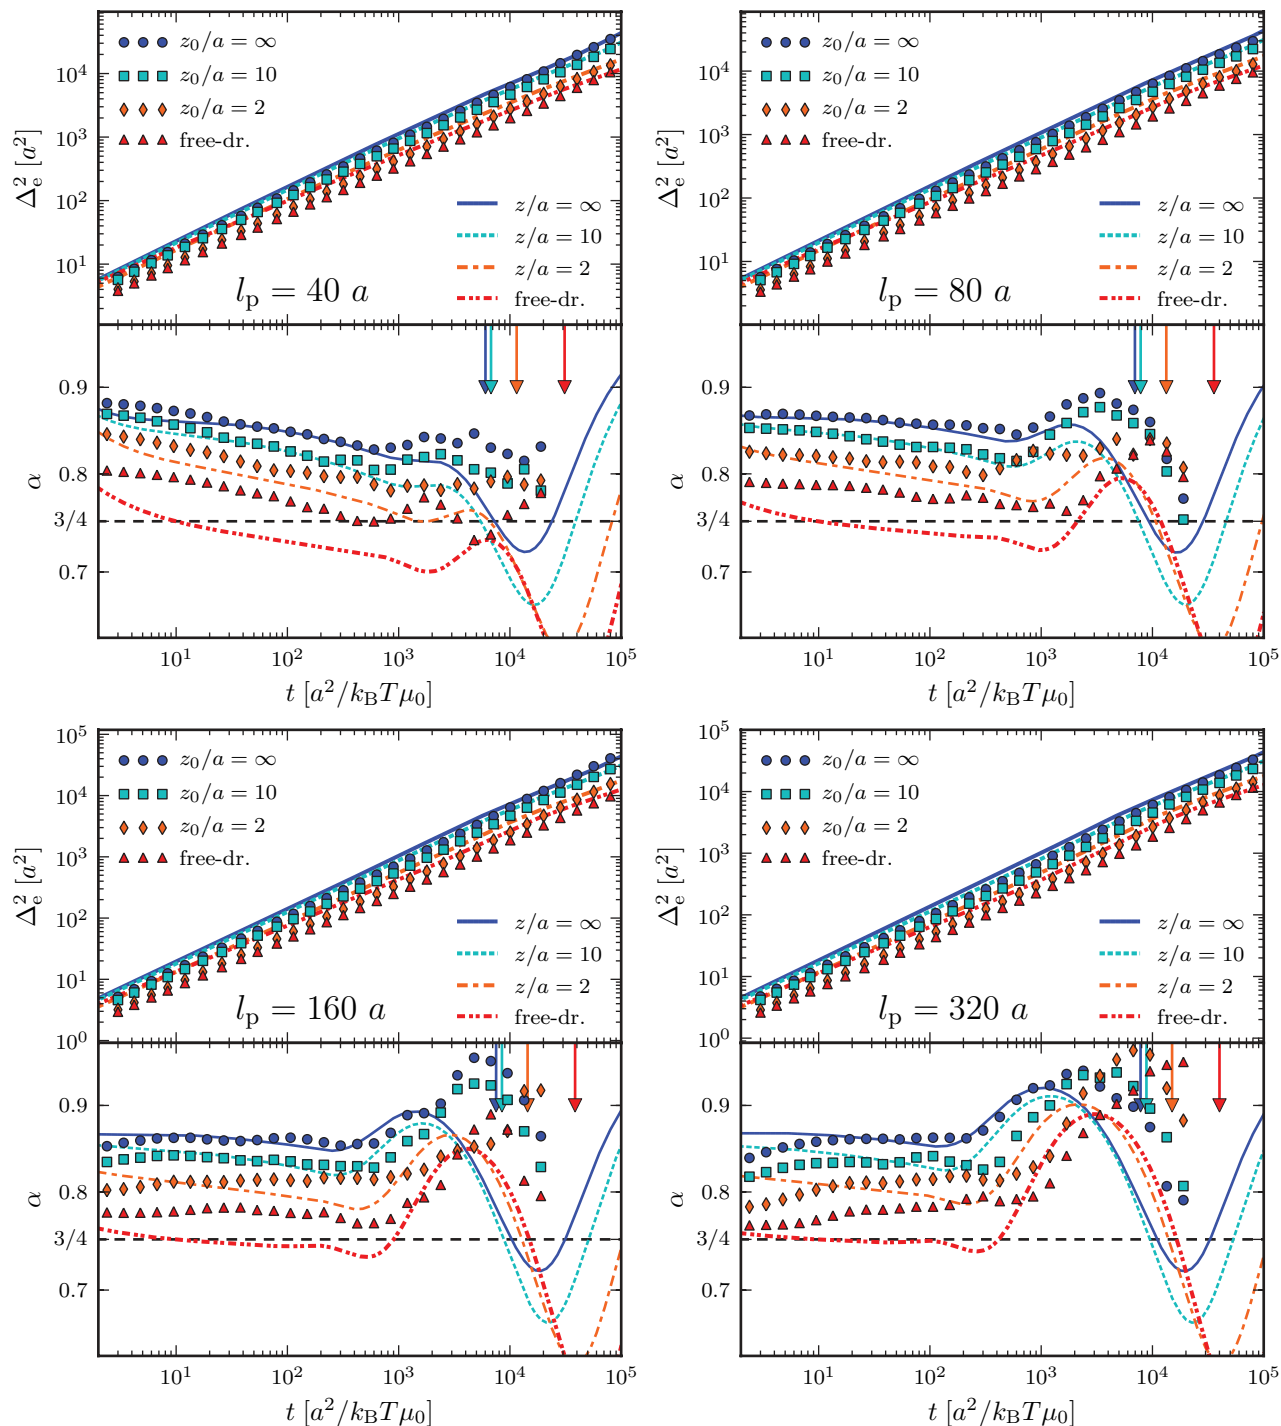 z₀/a = ∞
z₀/a = 10
z₀/a = 2
free-dr.
10⁴
10³
10²
10¹
Δₑ² [a²]
z/a = ∞
z/a = 10
z/a = 2
free-dr.
lₚ = 40 a
0.9
0.8
3/4
0.7
α
10¹ 10² 10³ 10⁴ 10⁵
t [a²/k_BTμ₀]
z₀/a = ∞
z₀/a = 10
z₀/a = 2
free-dr.
10⁴
10³
10²
10¹
Δₑ² [a²]
z/a = ∞
z/a = 10
z/a = 2
free-dr.
lₚ = 80 a
0.9
0.8
3/4
0.7
α
10¹ 10² 10³ 10⁴ 10⁵
t [a²/k_BTμ₀]
10⁵
z₀/a = ∞
z₀/a = 10
z₀/a = 2
free-dr.
10⁴
10³
10²
10¹
10⁰
Δₑ² [a²]
z/a = ∞
z/a = 10
z/a = 2
free-dr.
lₚ = 160 a
0.9
0.8
3/4
0.7
α
10¹ 10² 10³ 10⁴ 10⁵
t [a²/k_BTμ₀]
10⁵
z₀/a = ∞
z₀/a = 10
z₀/a = 2
free-dr.
10⁴
10³
10²
10¹
10⁰
Δₑ² [a²]
z/a = ∞
z/a = 10
z/a = 2
free-dr.
lₚ = 320 a
0.9
0.8
3/4
0.7
α
10¹ 10² 10³ 10⁴ 10⁵
t [a²/k_BTμ₀]